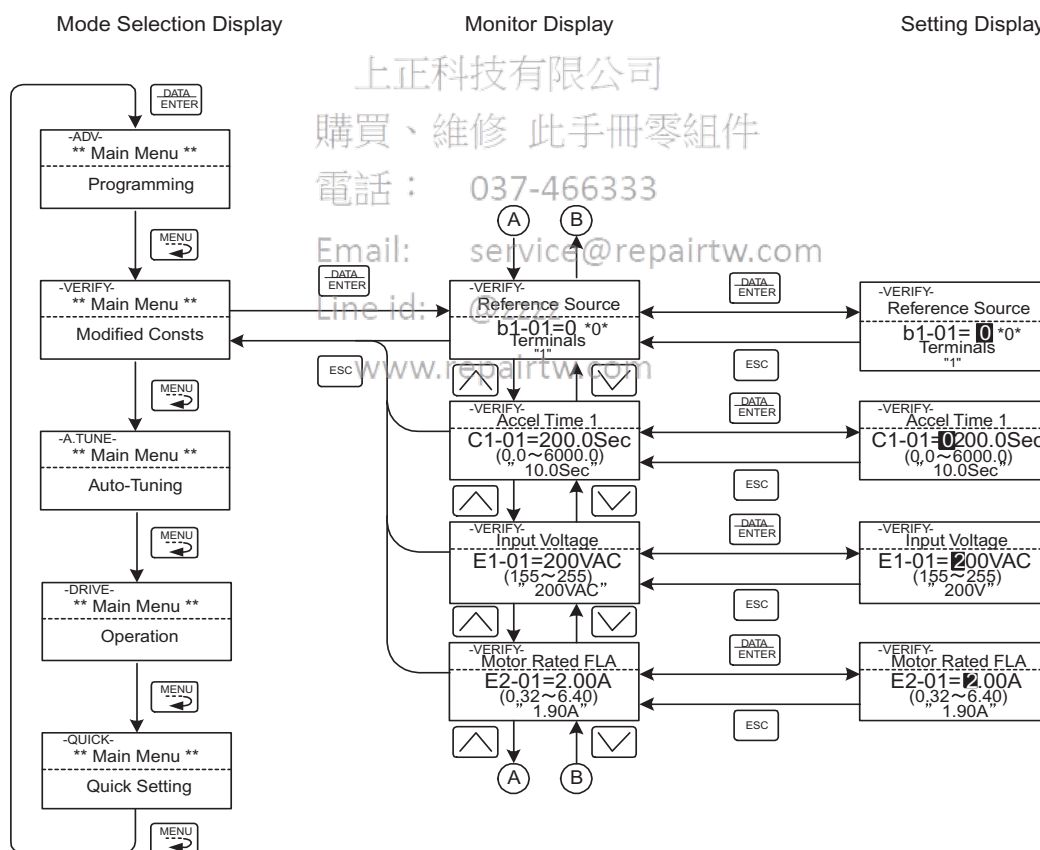 Mode Selection Display
Monitor Display
Setting Display
上正科技有限公司
購買、維修 此手冊零組件
電話： 037-466333
Email: service@repairtw.com
Line id: @zzzz
www.repairtw.com
DATA
ENTER
-ADV-
** Main Menu **
Programming
MENU
-VERIFY-
** Main Menu **
Modified Consts
MENU
-A.TUNE-
** Main Menu **
Auto-Tuning
MENU
-DRIVE-
** Main Menu **
Operation
MENU
-QUICK-
** Main Menu **
Quick Setting
MENU
DATA
ENTER
ESC
A
B
-VERIFY-
Reference Source
b1-01=0 *0*
Terminals
"1"
-VERIFY-
Accel Time 1
C1-01=200.0Sec
(0.0～6000.0)
” 10.0Sec”
-VERIFY-
Input Voltage
E1-01=200VAC
(155～255)
” 200VAC”
-VERIFY-
Motor Rated FLA
E2-01=2.00A
(0.32～6.40)
” 1.90A”
A
B
DATA
ENTER
ESC
DATA
ENTER
ESC
DATA
ENTER
ESC
DATA
ENTER
ESC
-VERIFY-
Reference Source
b1-01= 0 *0*
Terminals
"1"
-VERIFY-
Accel Time 1
C1-01=0200.0Sec
(0.0～6000.0)
” 10.0Sec”
-VERIFY-
Input Voltage
E1-01= 200VAC
(155～255)
” 200V”
-VERIFY-
Motor Rated FLA
E2-01= 2.00A
(0.32～6.40)
” 1.90A”